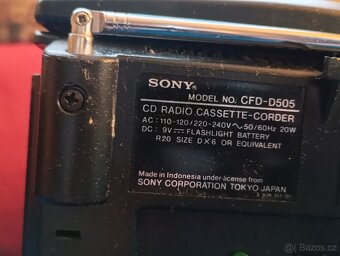 SONY
MODEL NO. CFD-D505
CD RADIO CASSETTE-CORDER
AC: 110-120/220-240V ∼ 50/60Hz 20W
DC: 9V ⎓ FLASHLIGHT BATTERY
R20 SIZE D×6 OR EQUIVALENT
Made in Indonesia under-license from
SONY CORPORATION TOKYO JAPAN
Bazoš.cz